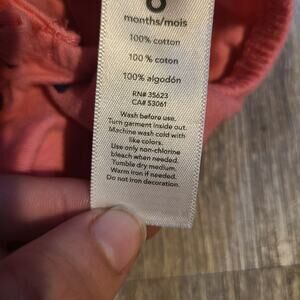 months/mois
100% cotton
100 % coton
100% algodón
RN# 35623
CA# 53061
Wash before use.
Turn garment inside out.
Machine wash cold with
like colors.
Use only non-chlorine
bleach when needed.
Tumble dry medium.
Warm iron if needed.
Do not iron decoration.